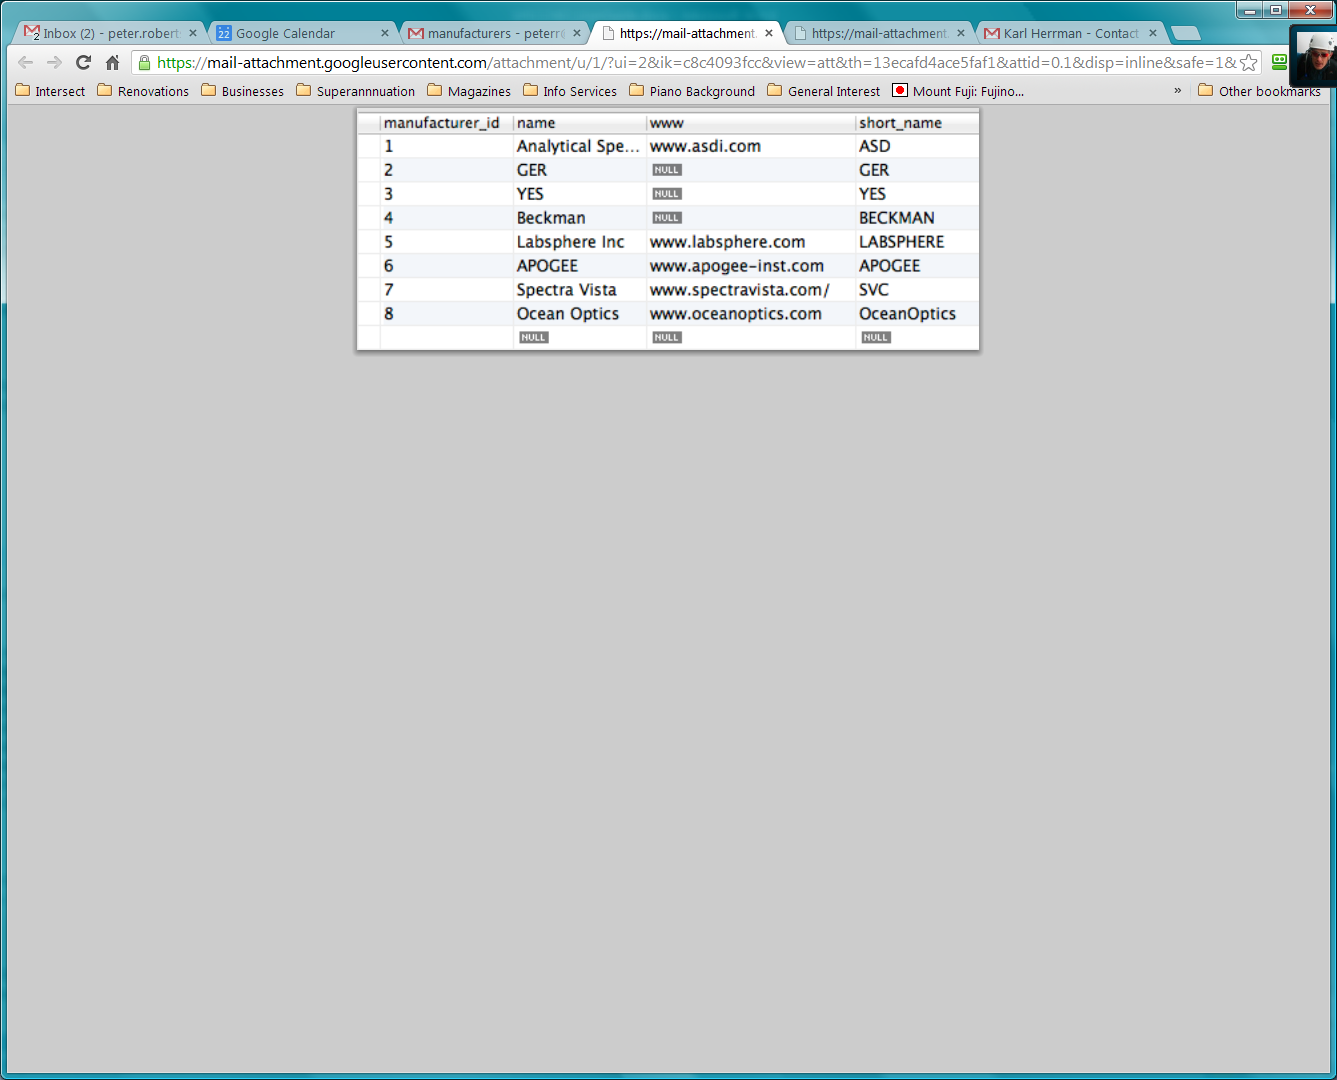 Inbox (2) - peter.robert
Google Calendar
manufacturers - peterr@
https://mail-attachment.
https://mail-attachment.
Karl Herrman - Contact
https://mail-attachment.googleusercontent.com/attachment/u/1/?ui=2&ik=c8c4093fcc&view=att&th=13ecafd4ace5faf1&attid=0.1&disp=inline&safe=1&
Intersect Renovations Businesses Superannnuation Magazines Info Services Piano Background General Interest Mount Fuji: Fujino... » Other bookmarks
manufacturer_id name www short_name
1 Analytical Spe... www.asdi.com ASD
2 GER NULL GER
3 YES NULL YES
4 Beckman NULL BECKMAN
5 Labsphere Inc www.labsphere.com LABSPHERE
6 APOGEE www.apogee-inst.com APOGEE
7 Spectra Vista www.spectravista.com/ SVC
8 Ocean Optics www.oceanoptics.com OceanOptics
NULL NULL NULL